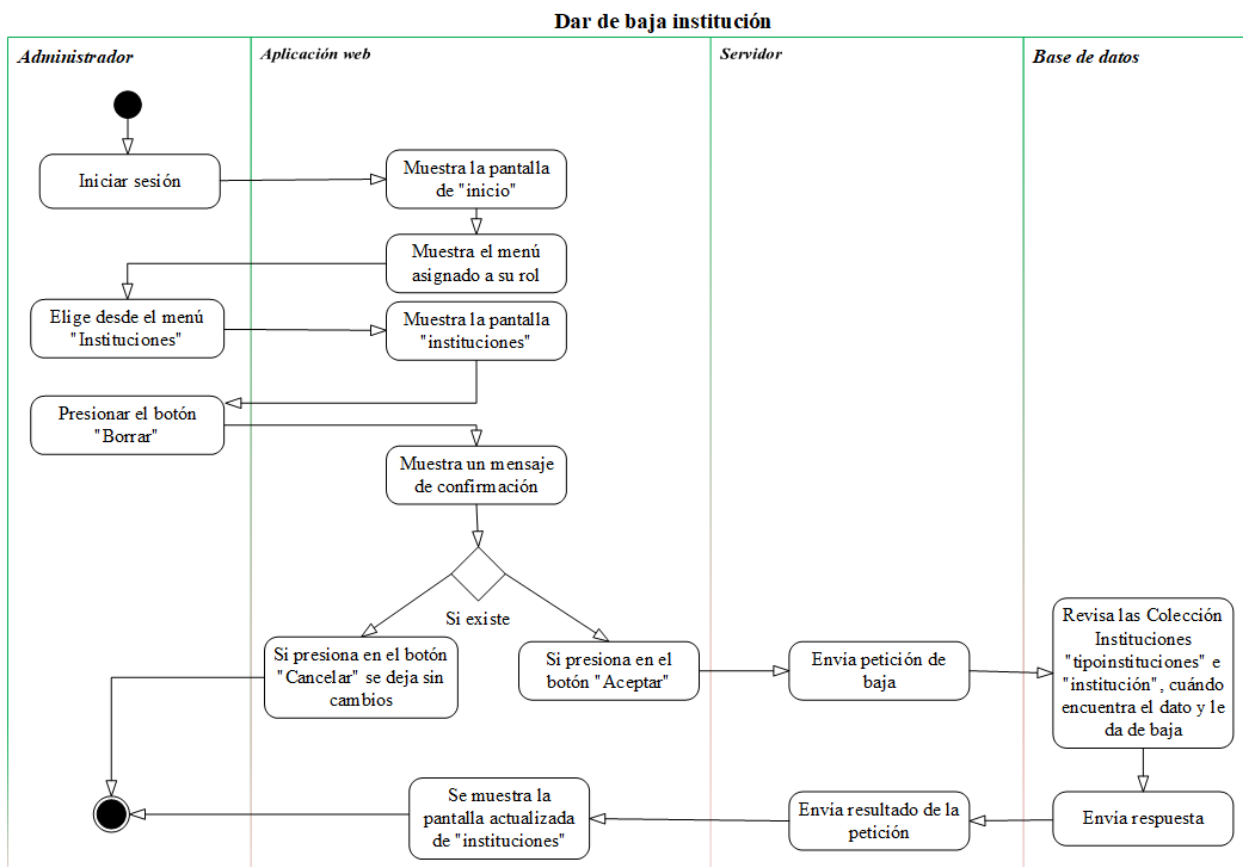 Dar de baja institución
Administrador
Aplicación web
Servidor
Base de datos
Iniciar sesión
Muestra la pantalla
de "inicio"
Muestra el menú
asignado a su rol
Elige desde el menú
"Instituciones"
Muestra la pantalla
"instituciones"
Presionar el botón
"Borrar"
Muestra un mensaje
de confirmación
Si existe
Si presiona en el botón
"Cancelar" se deja sin
cambios
Si presiona en el
botón "Aceptar"
Envía petición de
baja
Revisa las Colección
Instituciones
"tipoinstituciones" e
"institución", cuándo
encuentra el dato y le
da de baja
Envía respuesta
Envía resultado de la
petición
Se muestra la
pantalla actualizada
de "instituciones"